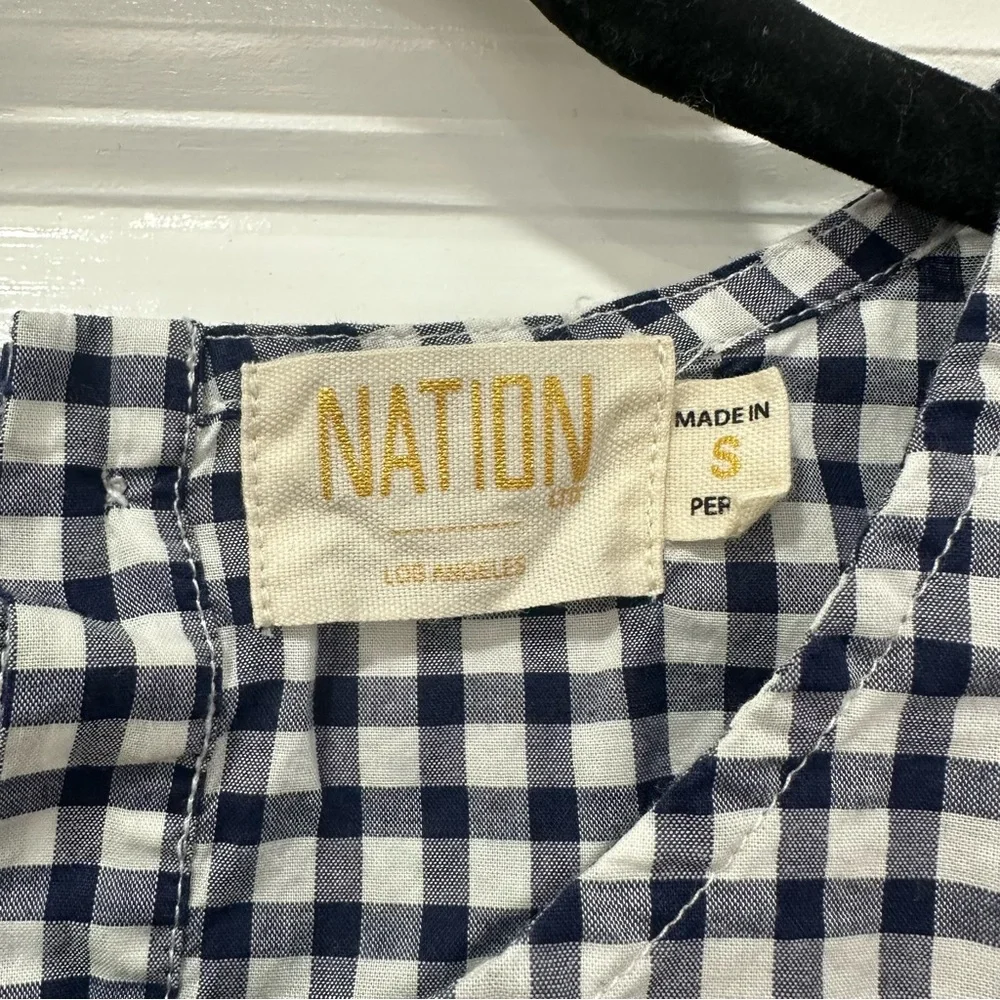 NATION
LTD
LOS ANGELES
MADE IN
S
PER